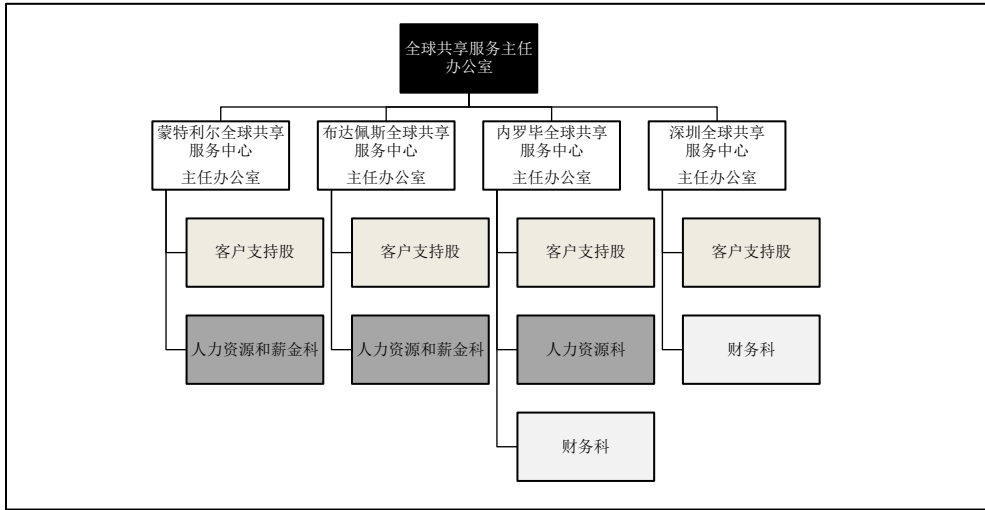 全球共享服务主任
办公室
蒙特利尔全球共享
服务中心
主任办公室
布达佩斯全球共享
服务中心
主任办公室
内罗毕全球共享
服务中心
主任办公室
深圳全球共享
服务中心
主任办公室
客户支持股
客户支持股
客户支持股
客户支持股
人力资源和薪金科
人力资源和薪金科
人力资源科
财务科
财务科